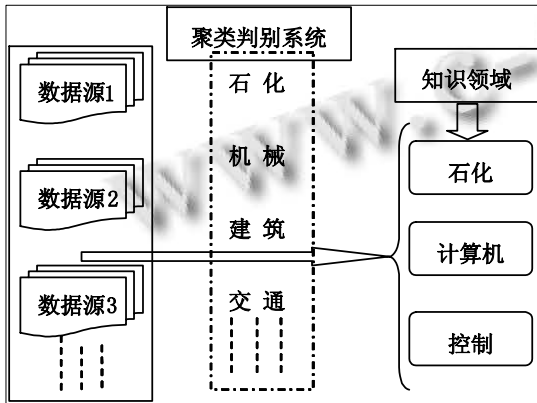 聚类判别系统
数据源1
数据源2
数据源3
石 化
机 械
建 筑
交 通
知识领域
石化
计算机
控制
www.c-